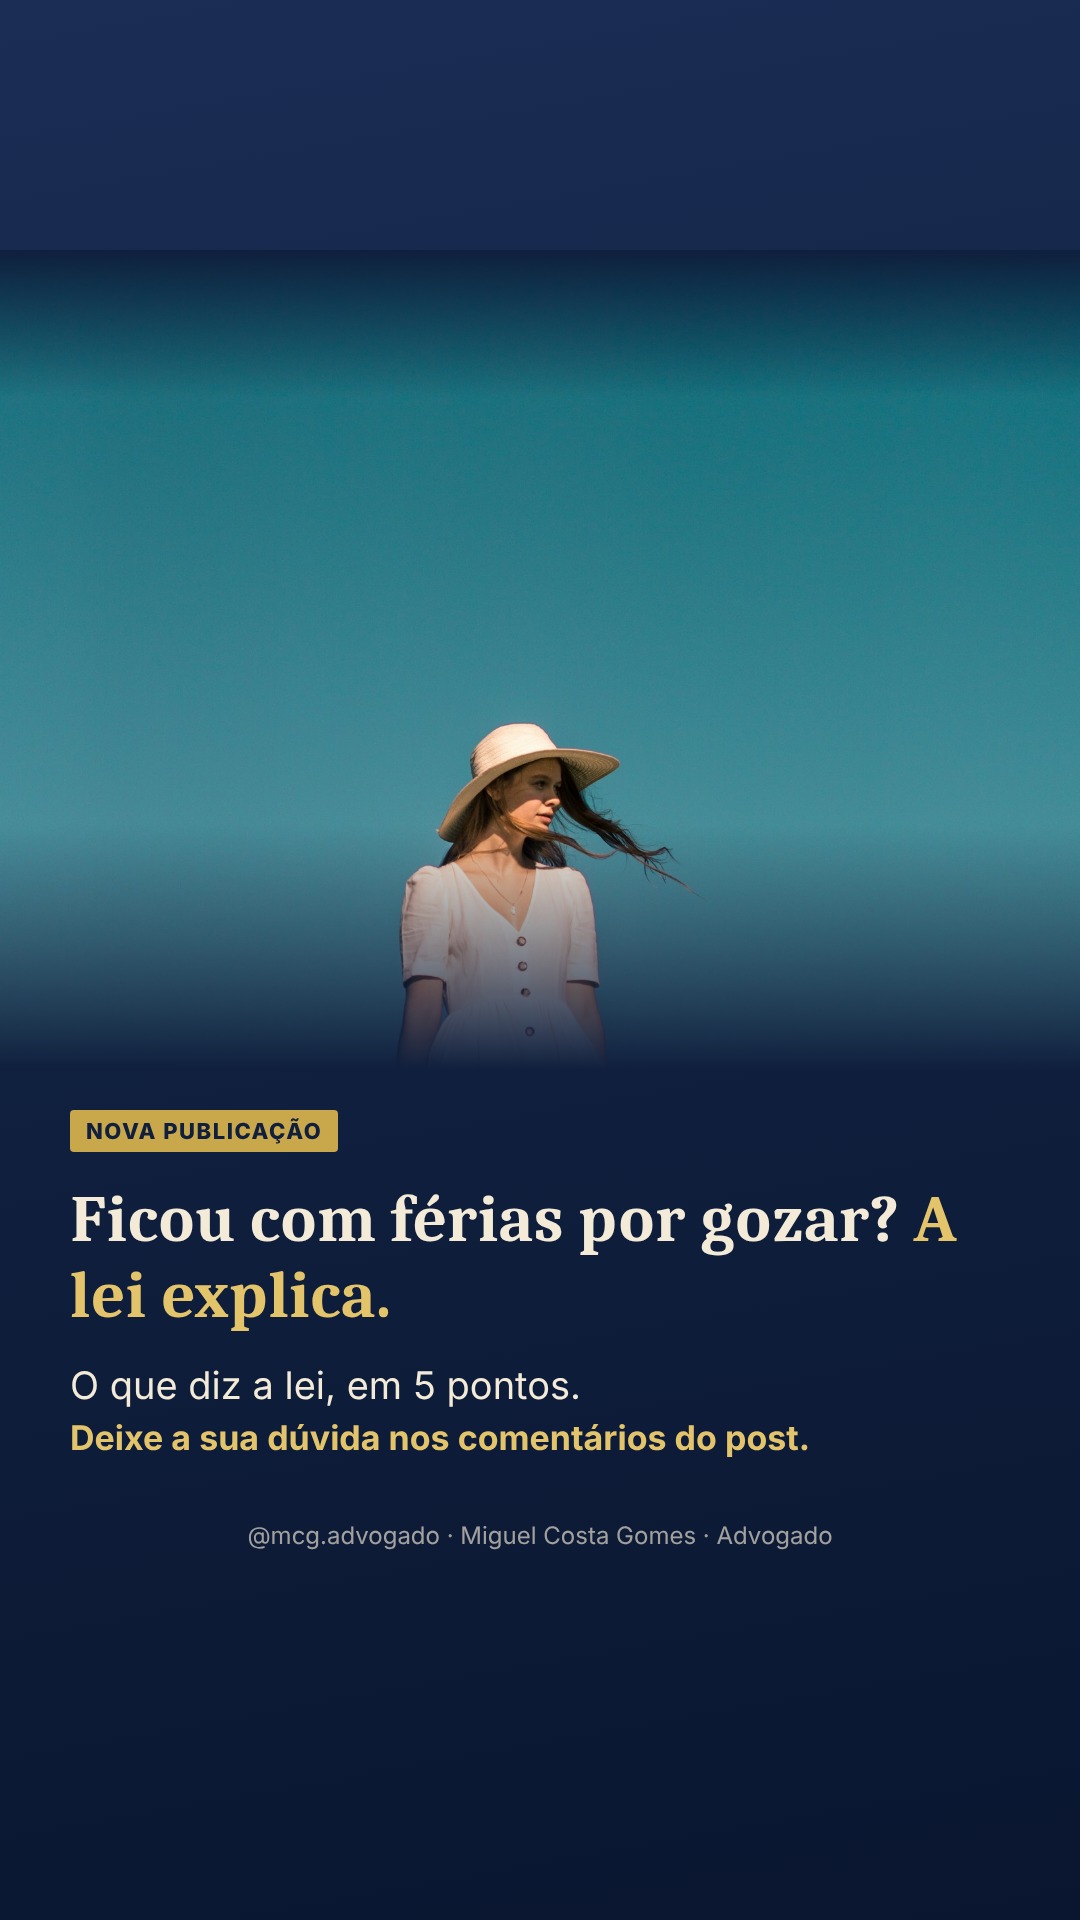 NOVA PUBLICAÇÃO
Ficou com férias por gozar? A
lei explica.
O que diz a lei, em 5 pontos.
Deixe a sua dúvida nos comentários do post.
@mcg.advogado · Miguel Costa Gomes · Advogado